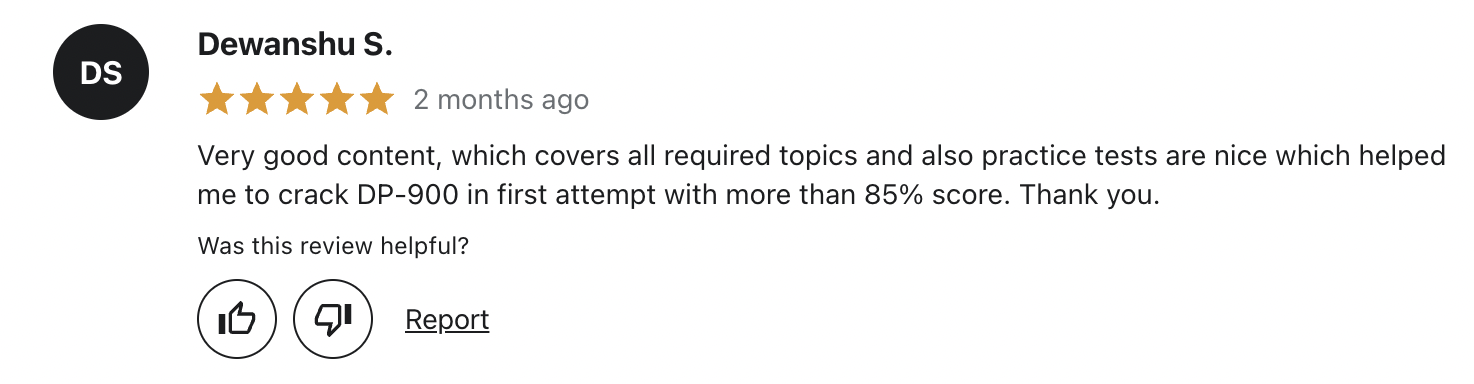 DS
Dewanshu S.
2 months ago
Very good content, which covers all required topics and also practice tests are nice which helped
me to crack DP-900 in first attempt with more than 85% score. Thank you.
Was this review helpful?
Report